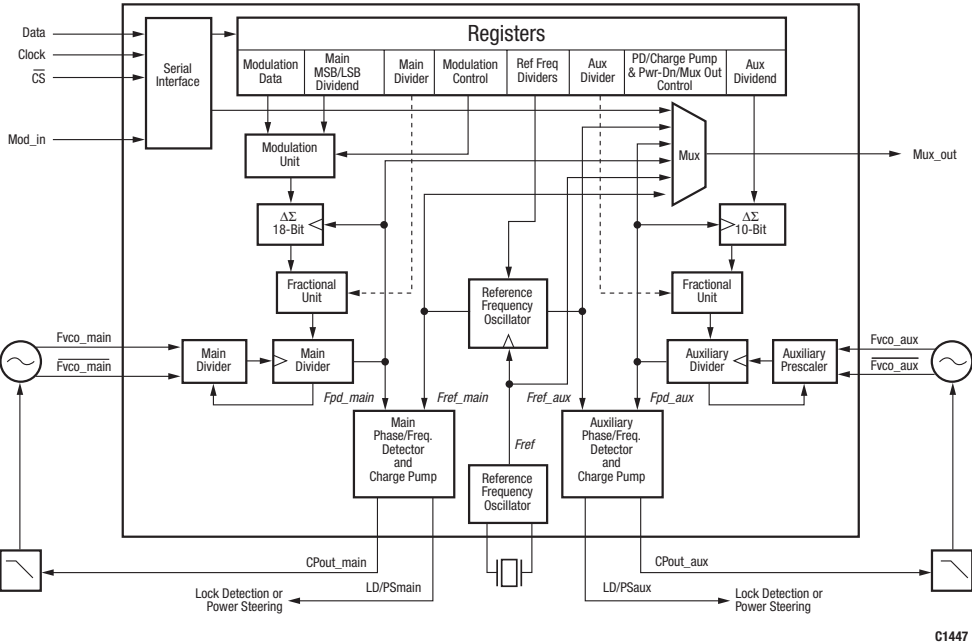 Registers
Data
Clock
CS
Mod_in
Serial
Interface
Modulation
Data
Main
MSB/LSB
Dividend
Main
Divider
Modulation
Control
Ref Freq
Dividers
Aux
Divider
PD/Charge Pump
& Pwr-Dn/Mux Out
Control
Aux
Dividend
Modulation
Unit
Mux
Mux_out
ΔΣ
18-Bit
ΔΣ
10-Bit
Fractional
Unit
Reference
Frequency
Oscillator
Fractional
Unit
Fvco_main
Fvco_main
Main
Divider
Main
Divider
Auxiliary
Divider
Auxiliary
Prescaler
Fvco_aux
Fvco_aux
Fpd_main
Fref_main
Fref_aux
Fpd_aux
Main
Phase/Freq.
Detector
and
Charge Pump
Fref
Auxiliary
Phase/Freq.
Detector
and
Charge Pump
Reference
Frequency
Oscillator
CPout_main
CPout_aux
LD/PSmain
LD/PSaux
Lock Detection or
Power Steering
Lock Detection or
Power Steering
C1447